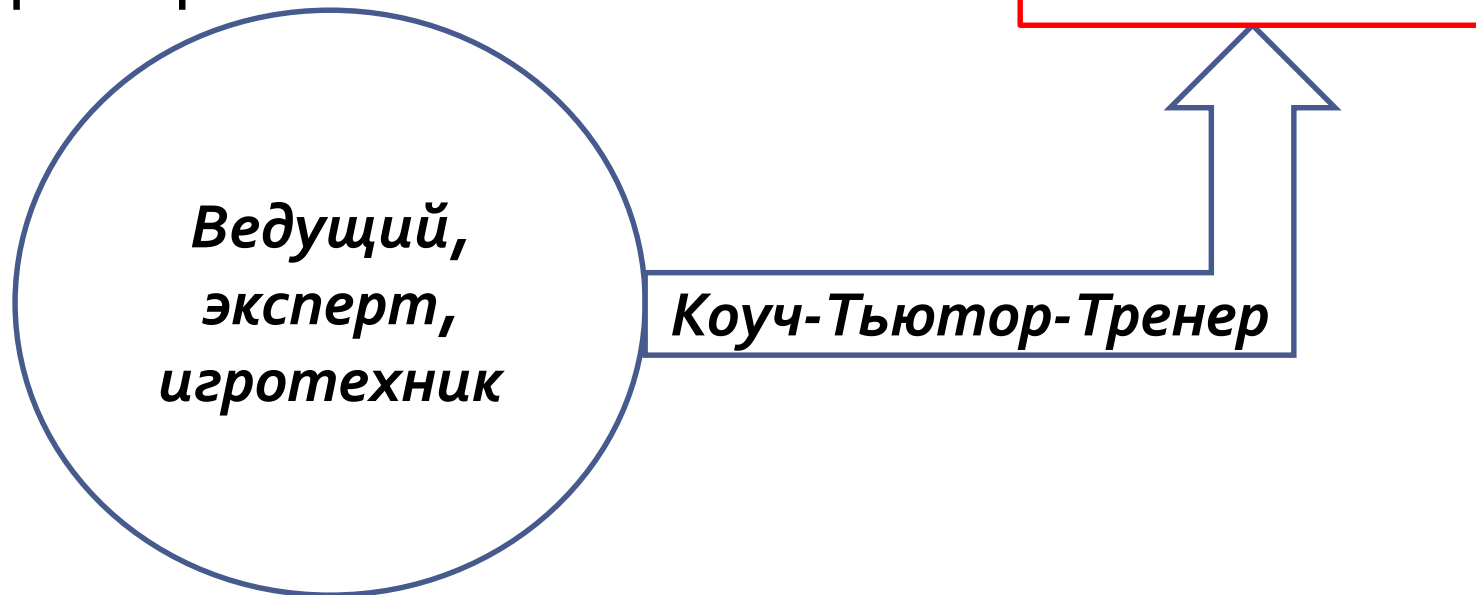 Ведущий,
эксперт,
игротехник
Коуч-Тьютор-Тренер